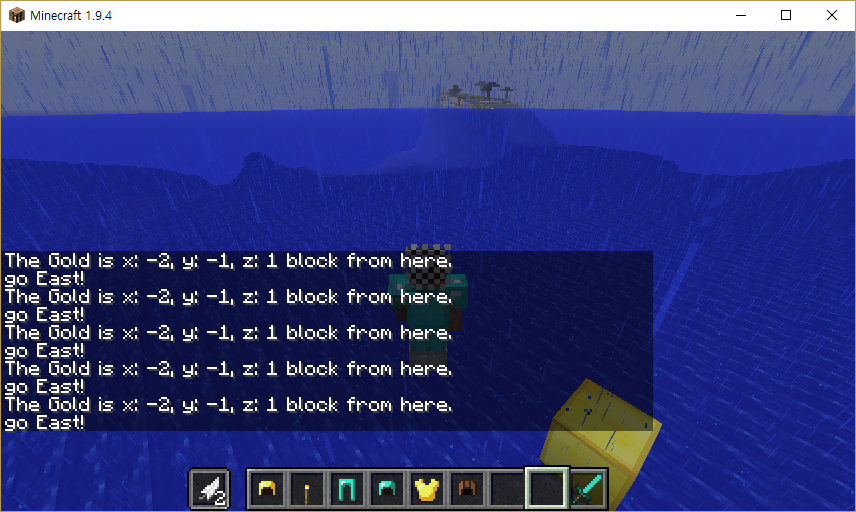 Minecraft 1.9.4
The Gold is x: -2, y: -1, z: 1 block from here.
go East!
The Gold is x: -2, y: -1, z: 1 block from here.
go East!
The Gold is x: -2, y: -1, z: 1 block from here.
go East!
The Gold is x: -2, y: -1, z: 1 block from here.
go East!
The Gold is x: -2, y: -1, z: 1 block from here.
go East!
2